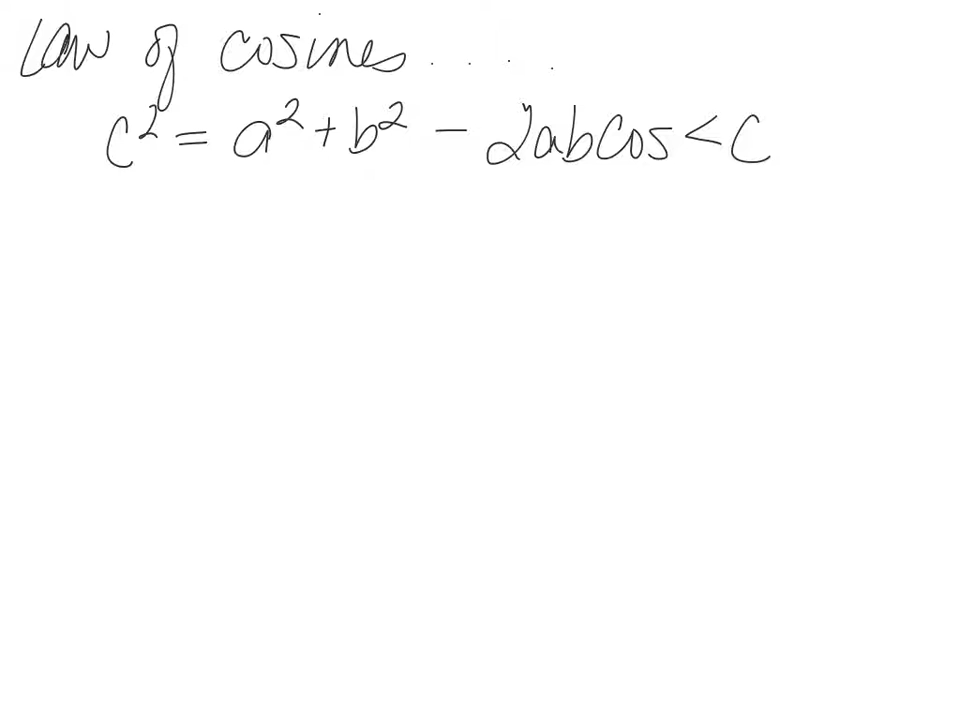 Law of cosines.....
c² = a² + b² - 2abcos<C